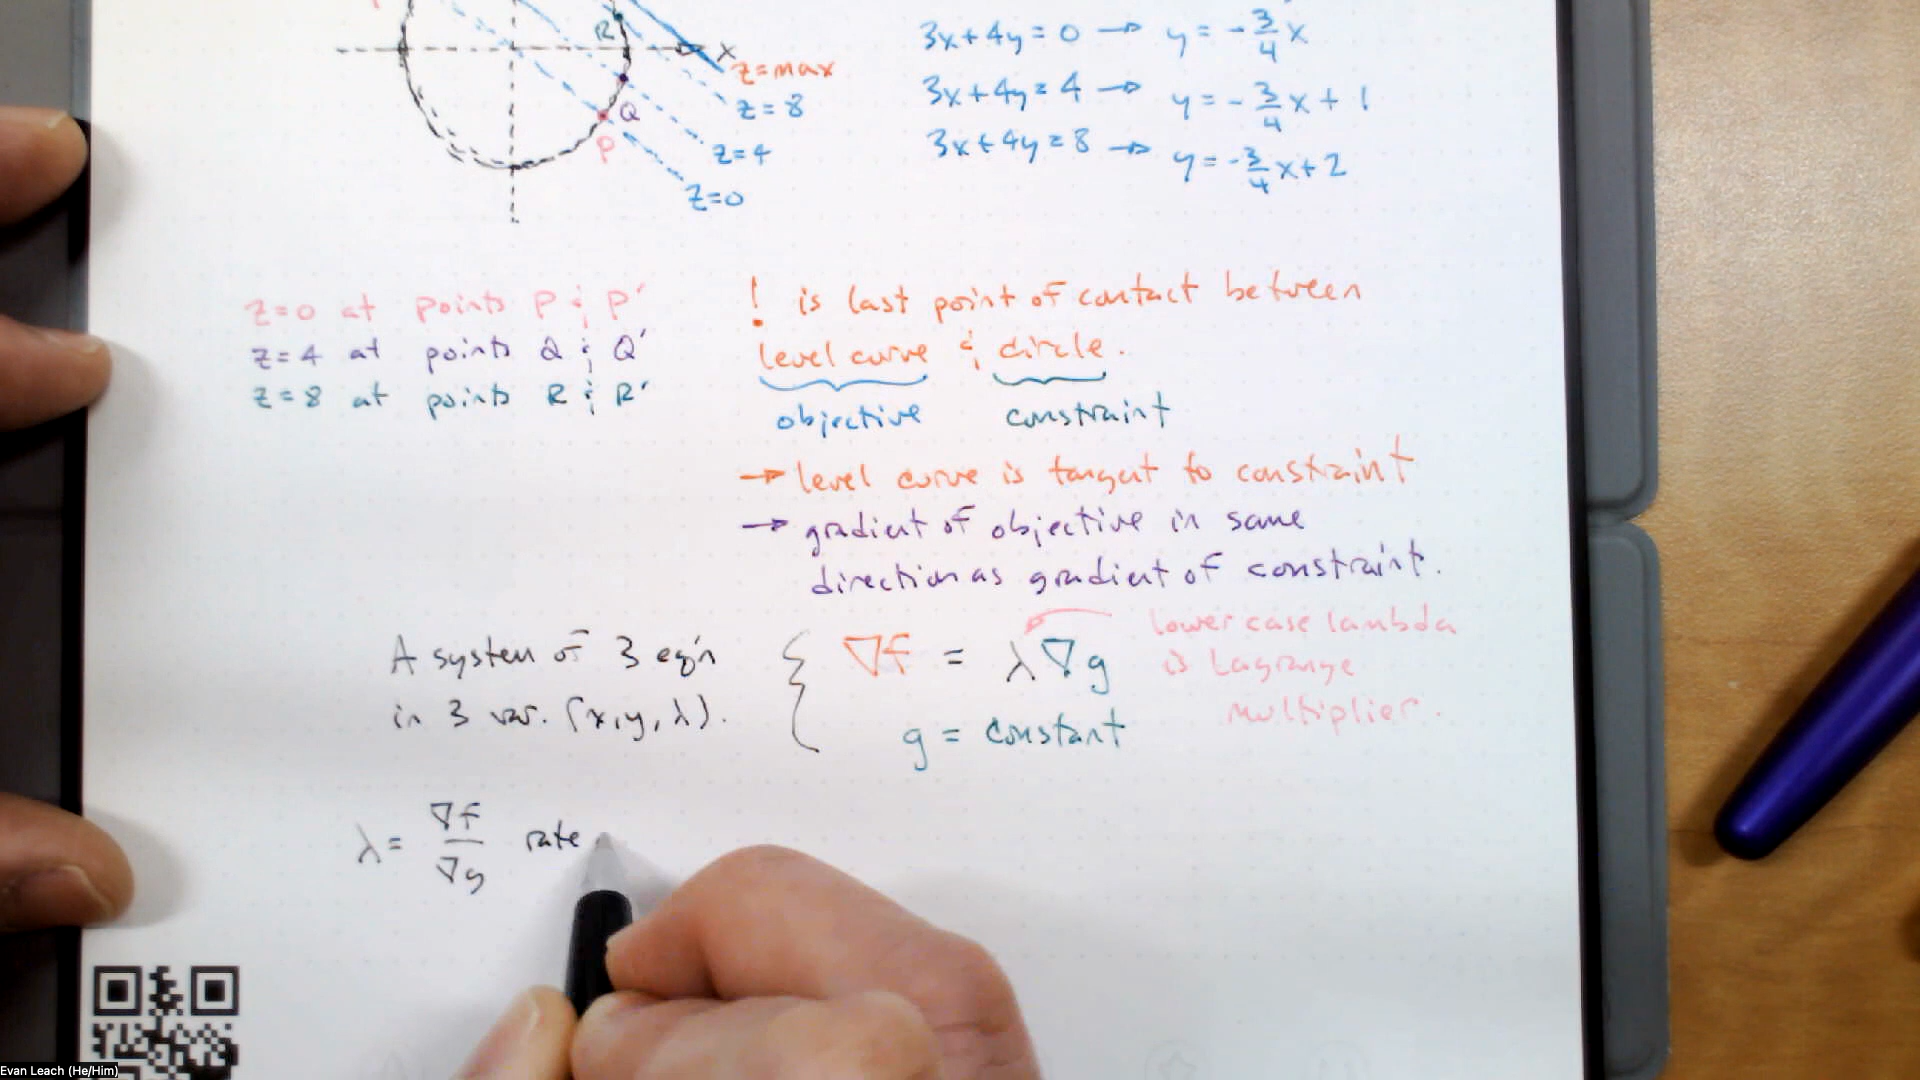 R
x
z=max
z=8
Q
P
z=4
z=0
3x+4y=0 → y=-3/4x
3x+4y=4 → y=-3/4x+1
3x+4y=8 → y=-3/4x+2
z=0 at points P & P'
z=4 at points Q & Q'
z=8 at points R & R'
! is last point of contact between
level curve & circle.
objective constraint
→ level curve is tangent to constraint
→ gradient of objective in same
direction as gradient of constraint.
A system of 3 eq'n
in 3 var. (x,y,λ).
∇f = λ∇g
g = constant
lower case lambda
is Lagrange
multiplier.
λ = ∇f/∇g rate
Evan Leach (He/Him)